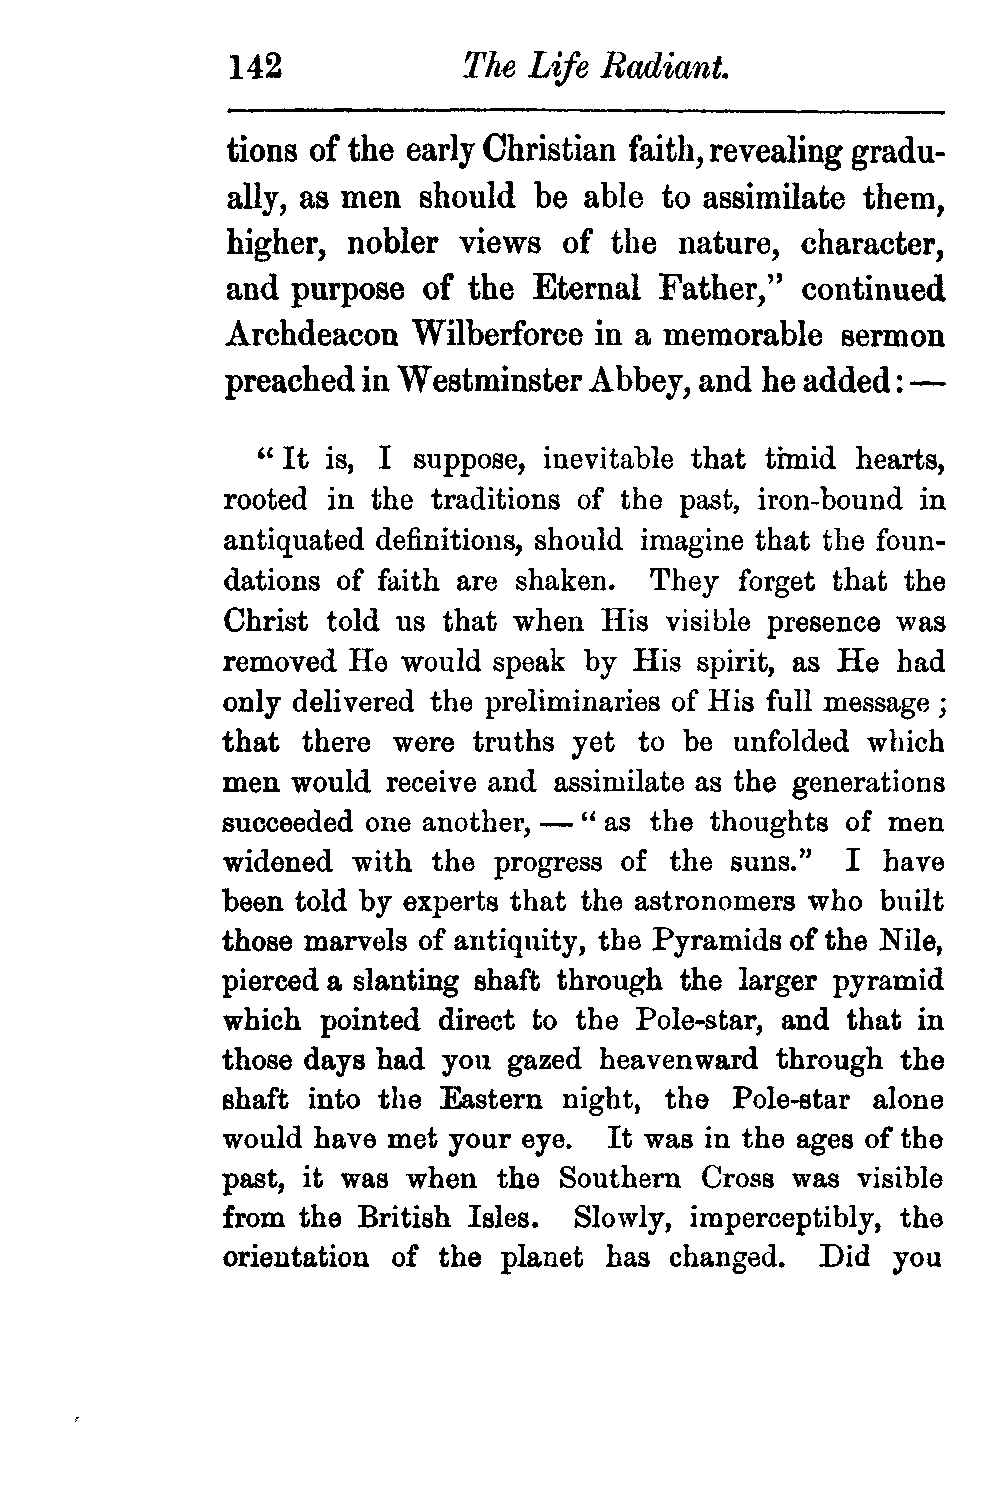 142 The Life Radiant.
tions of the early Christian faith, revealing gradu-
ally, as men should be able to assimilate them,
higher, nobler views of the nature, character,
and purpose of the Eternal Father,” continued
Archdeacon Wilberforce in a memorable sermon
preached in Westminster Abbey, and he added: —
“ It is, I suppose, inevitable that timid hearts,
rooted in the traditions of the past, iron-bound in
antiquated definitions, should imagine that the foun-
dations of faith are shaken. They forget that the
Christ told us that when His visible presence was
removed He would speak by His spirit, as He had
only delivered the preliminaries of His full message ;
that there were truths yet to be unfolded which
men would receive and assimilate as the generations
succeeded one another, — “ as the thoughts of men
widened with the progress of the suns.” I have
been told by experts that the astronomers who built
those marvels of antiquity, the Pyramids of the Nile,
pierced a slanting shaft through the larger pyramid
which pointed direct to the Pole-star, and that in
those days had you gazed heavenward through the
shaft into the Eastern night, the Pole-star alone
would have met your eye. It was in the ages of the
past, it was when the Southern Cross was visible
from the British Isles. Slowly, imperceptibly, the
orientation of the planet has changed. Did you